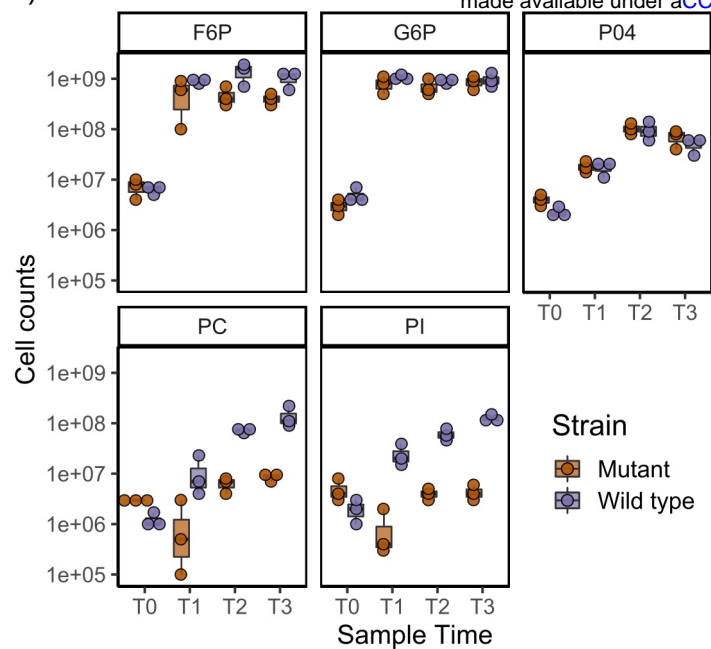 made available under aCC
F6P
G6P
P04
1e+09
1e+08
1e+07
1e+06
1e+05
T0 T1 T2 T3
PC
PI
1e+09
1e+08
1e+07
1e+06
1e+05
T0 T1 T2 T3
T0 T1 T2 T3
Cell counts
Sample Time
Strain
Mutant
Wild type